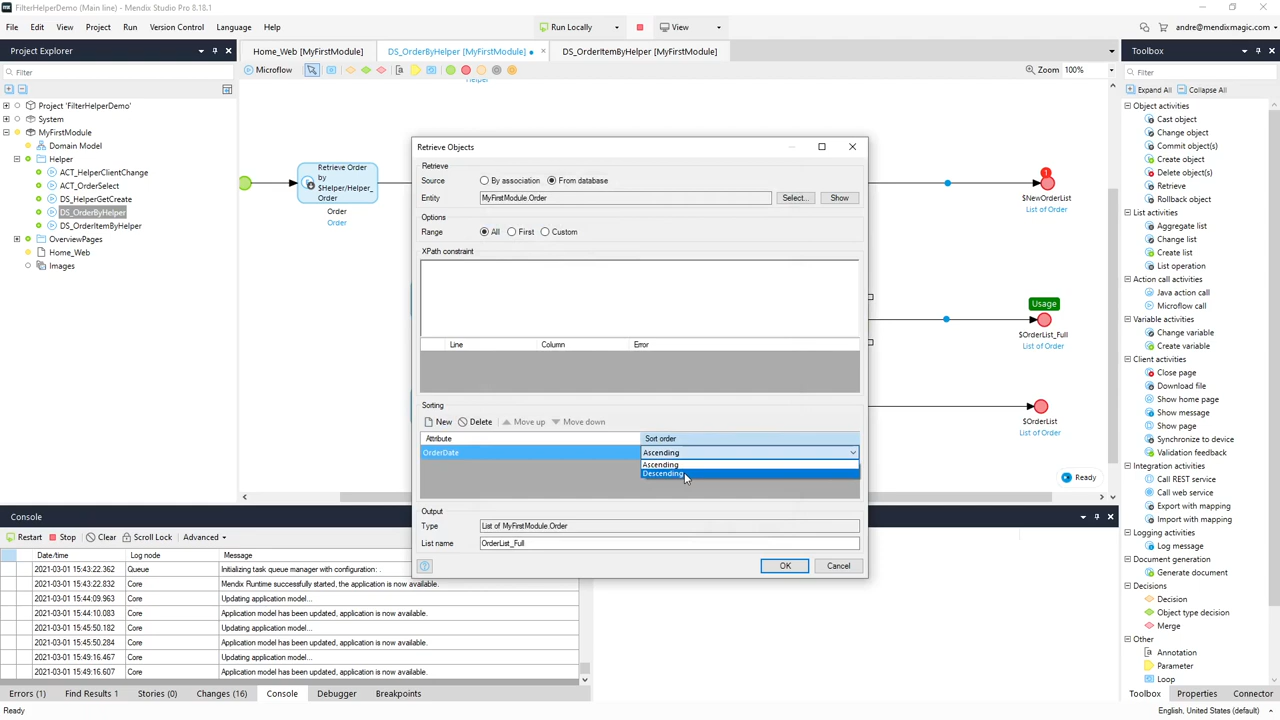 FilterHelperDemo (Main line) - Mendix Studio Pro 8.18.1
File Edit View Project Run Version Control Language Help
Run Locally View andre@mendixmagic.com
Project Explorer
Filter
Project 'FilterHelperDemo'
System
MyFirstModule
Domain Model
Helper
ACT_HelperClientChange
ACT_OrderSelect
DS_HelperGetCreate
DS_OrderByHelper
DS_OrderItemByHelper
OverviewPages
Home_Web
Images
Home_Web [MyFirstModule] DS_OrderByHelper [MyFirstModule] DS_OrderItemByHelper [MyFirstModule]
Microflow Zoom 100%
Helper
Retrieve Order
by
$Helper/Helper_
Order
Order
Order
1
$NewOrderList
List of Order
Usage
$OrderList_Full
List of Order
$OrderList
List of Order
Ready
Retrieve Objects
Retrieve
Source By association From database
Entity MyFirstModule.Order Select... Show
Options
Range All First Custom
XPath constraint
Line Column Error
Sorting
New Delete Move up Move down
Attribute Sort order
OrderDate Ascending
Ascending
Descending
Output
Type List of MyFirstModule.Order
List name OrderList_Full
OK Cancel
Toolbox
Filter
Expand All Collapse All
Object activities
Cast object
Change object
Commit object(s)
Create object
Delete object(s)
Retrieve
Rollback object
List activities
Aggregate list
Change list
Create list
List operation
Action call activities
Java action call
Microflow call
Variable activities
Change variable
Create variable
Client activities
Close page
Download file
Show home page
Show message
Show page
Synchronize to device
Validation feedback
Integration activities
Call REST service
Call web service
Export with mapping
Import with mapping
Logging activities
Log message
Document generation
Generate document
Decisions
Decision
Object type decision
Merge
Other
Annotation
Parameter
Loop
Toolbox Properties Connector
Console
Restart Stop Clear Scroll Lock Advanced
Date/time Log node Message
2021-03-01 15:43:22.362 Queue Initializing task queue manager with configuration: .
2021-03-01 15:43:22.832 Core Mendix Runtime successfully started, the application is now available.
2021-03-01 15:44:09.963 Core Updating application model...
2021-03-01 15:44:10.083 Core Application model has been updated, application is now available.
2021-03-01 15:45:50.182 Core Updating application model...
2021-03-01 15:45:50.284 Core Application model has been updated, application is now available.
2021-03-01 15:49:16.467 Core Updating application model...
2021-03-01 15:49:16.607 Core Application model has been updated, application is now available.
Errors (1) Find Results 1 Stories (0) Changes (16) Console Debugger Breakpoints
Ready English, United States (default)